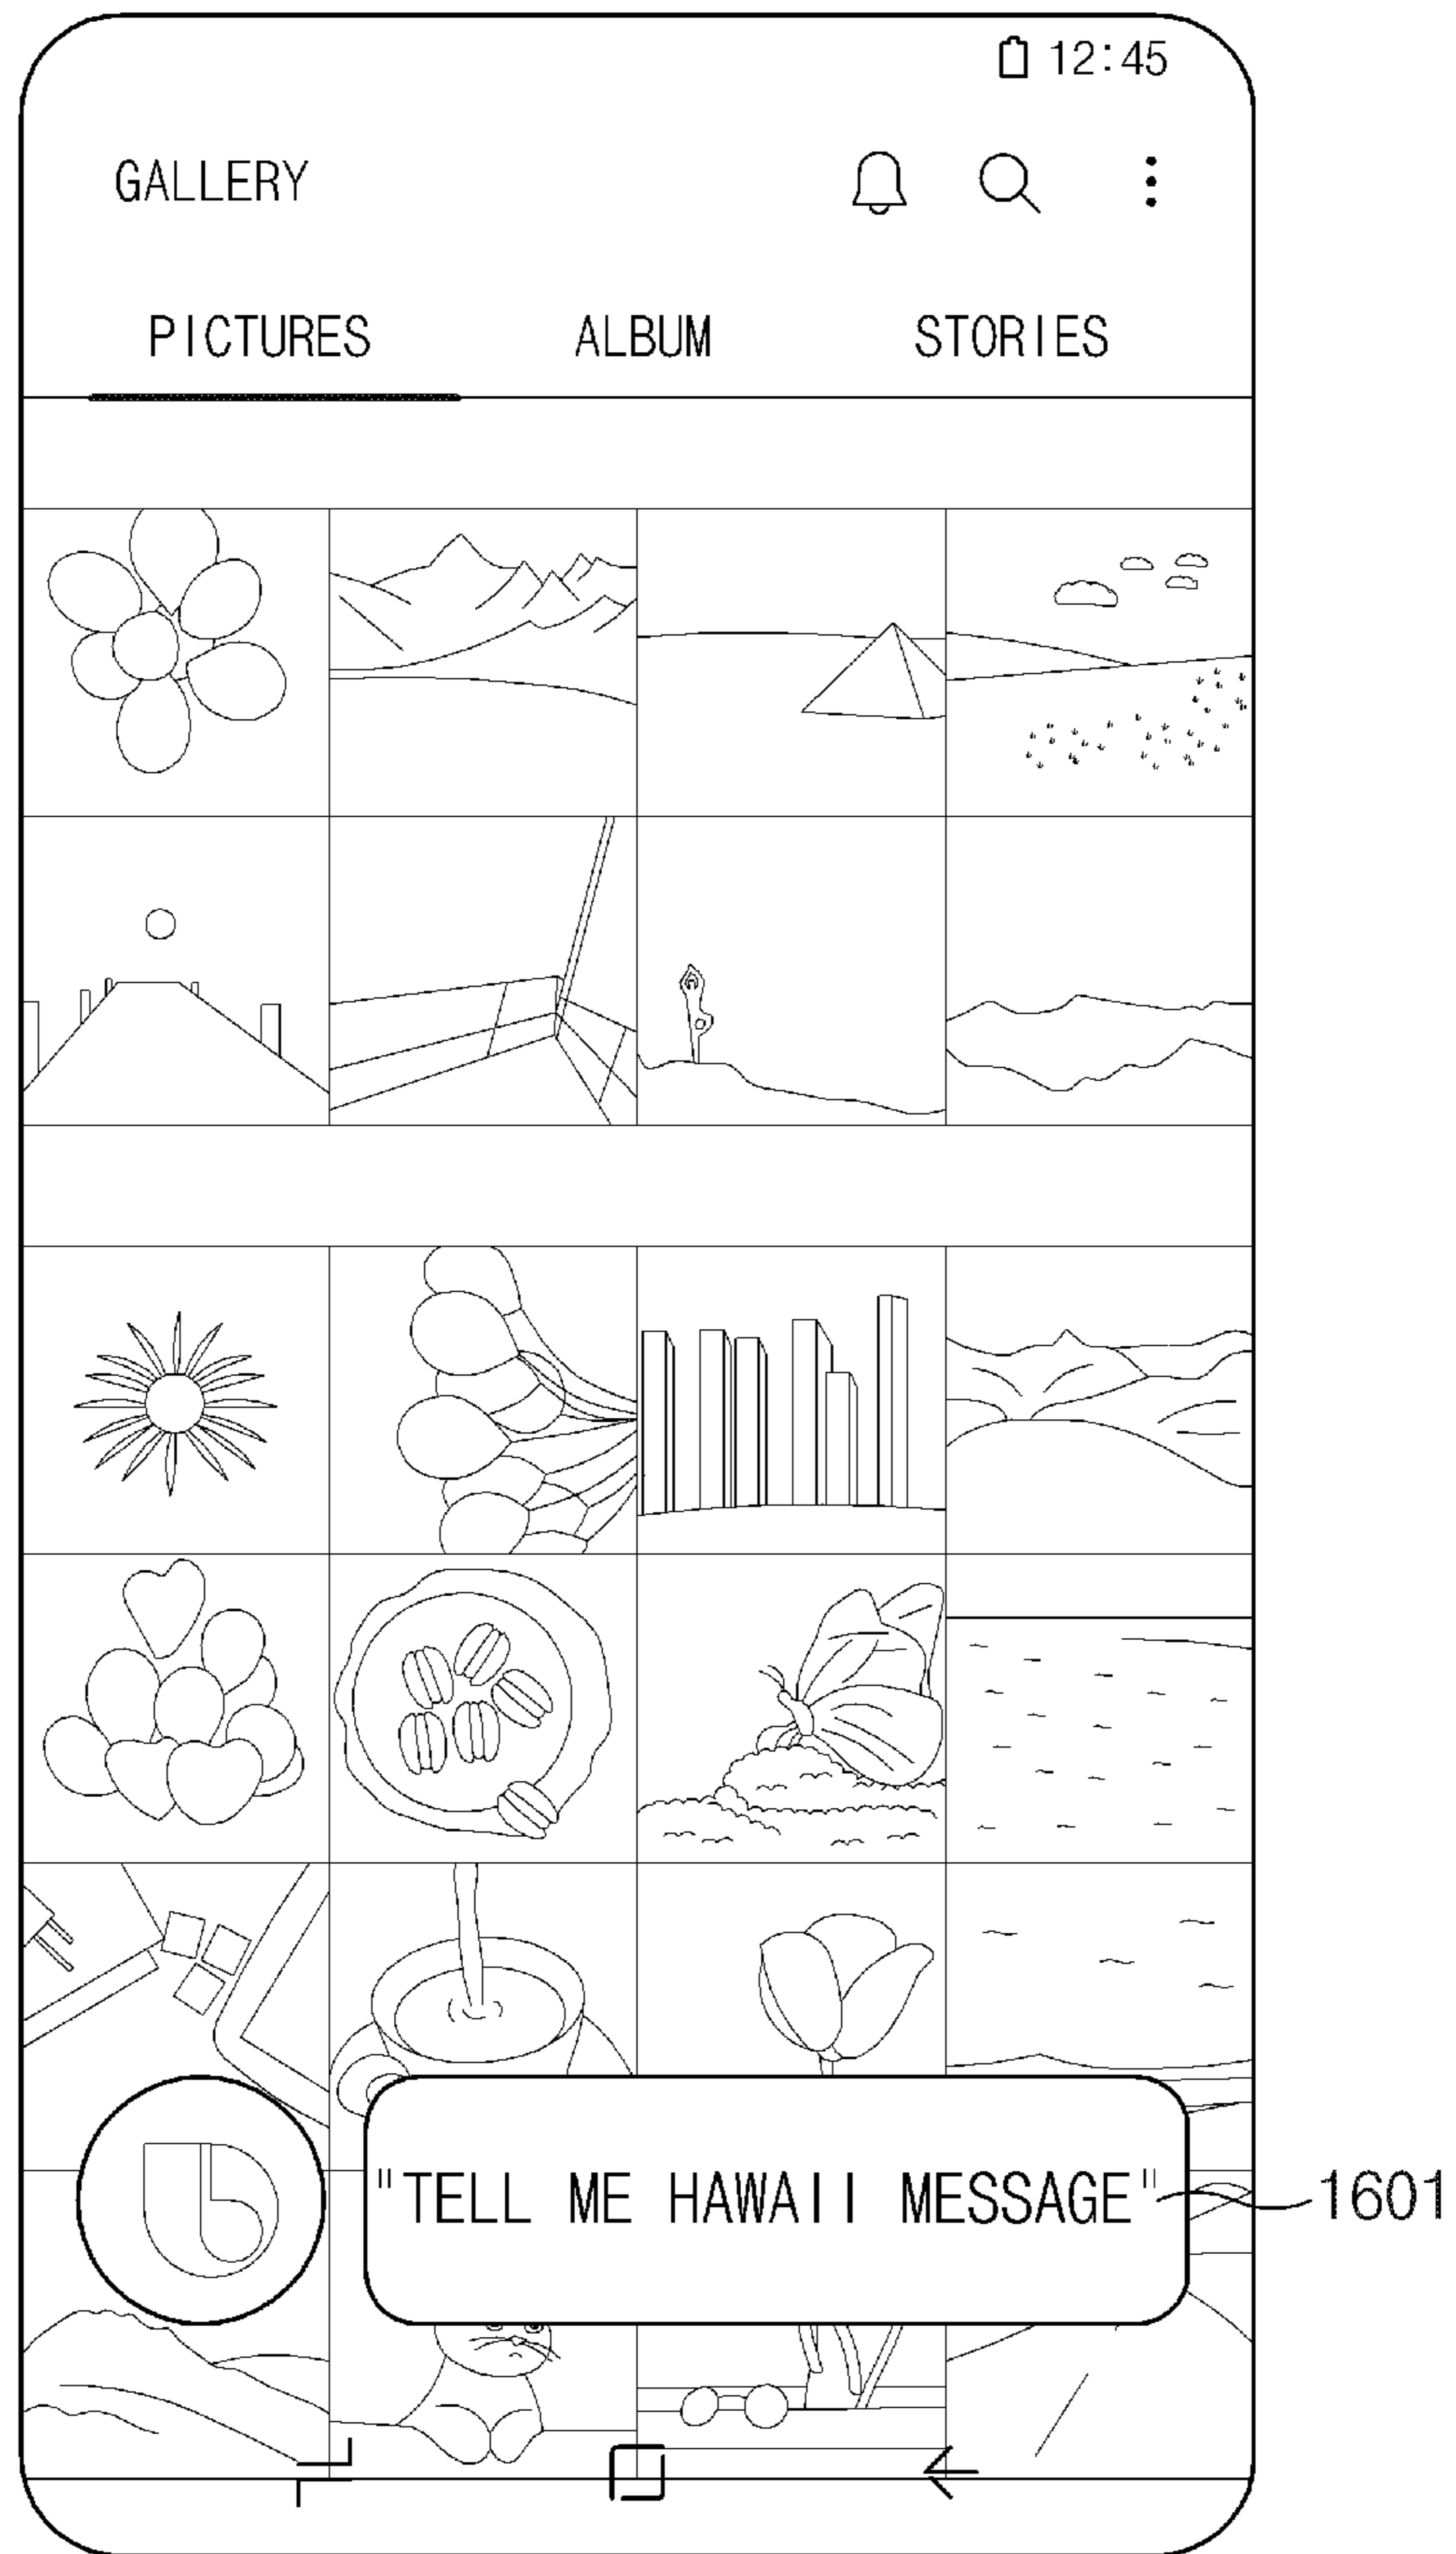 12:45
GALLERY
PICTURES ALBUM STORIES
"TELL ME HAWAII MESSAGE" 1601